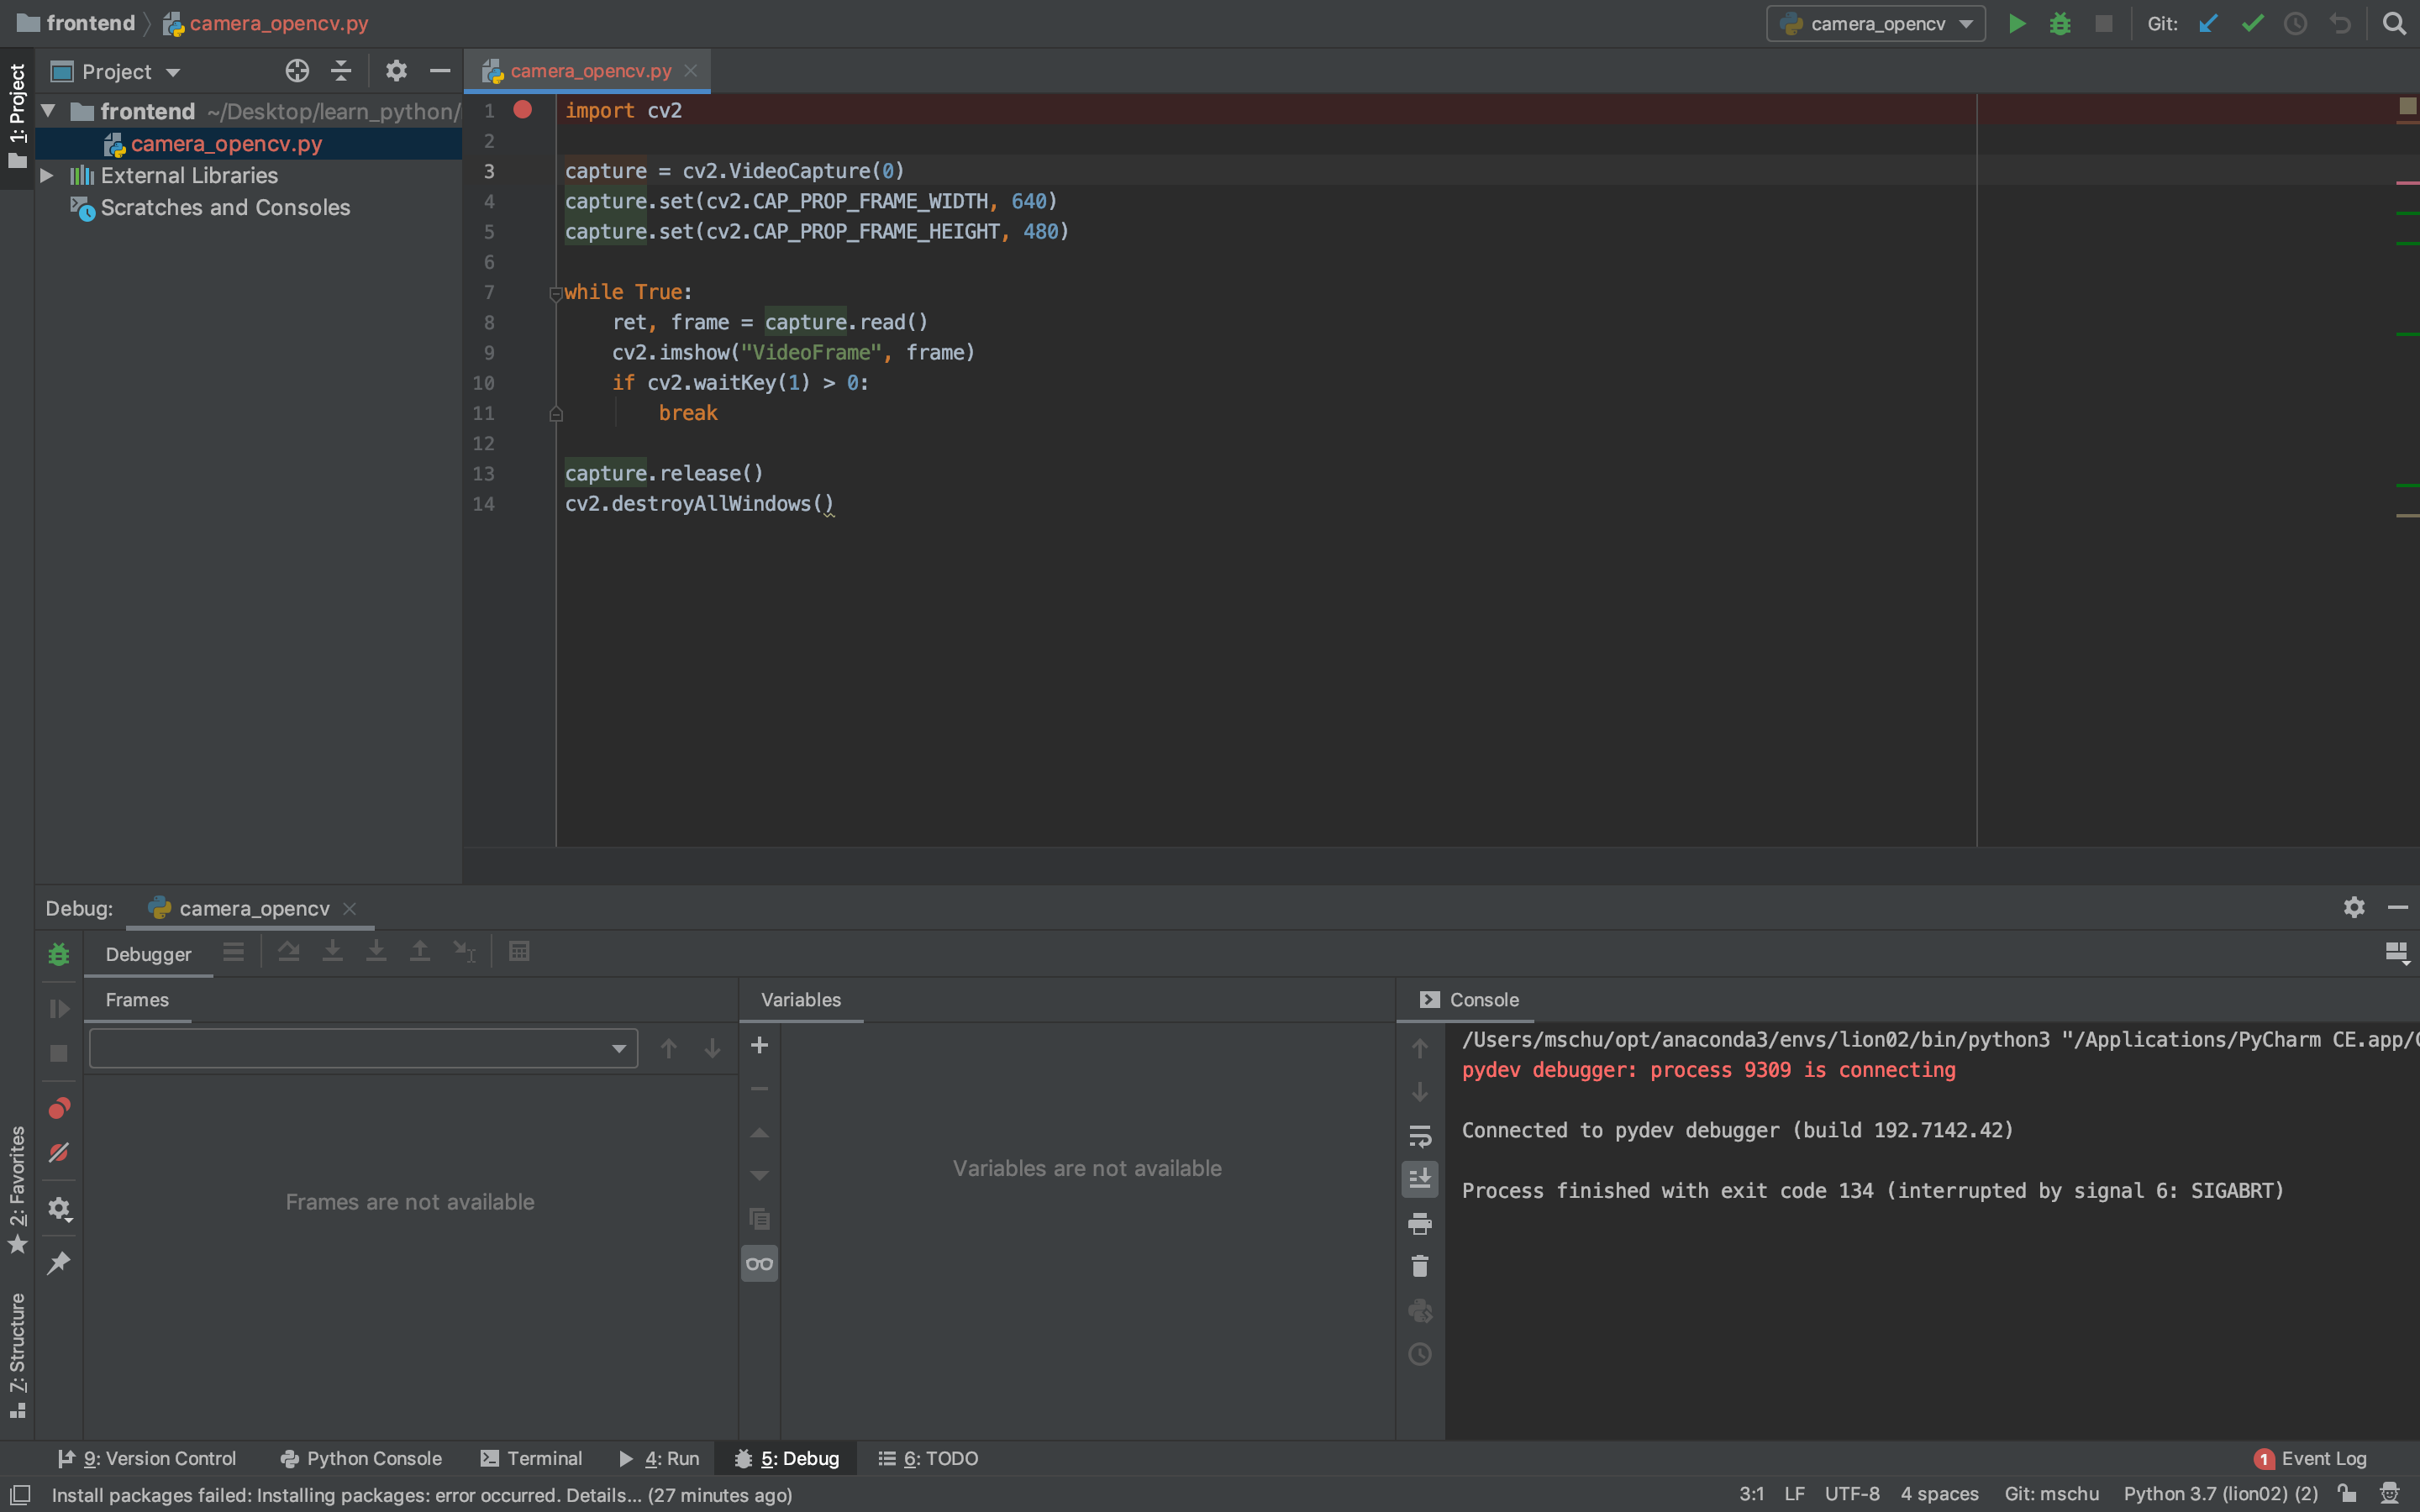 frontend camera_opencv.py camera_opencv Git:
1: Project
Project
camera_opencv.py
frontend ~/Desktop/learn_python/
camera_opencv.py
External Libraries
Scratches and Consoles
1 import cv2
2
3 capture = cv2.VideoCapture(0)
4 capture.set(cv2.CAP_PROP_FRAME_WIDTH, 640)
5 capture.set(cv2.CAP_PROP_FRAME_HEIGHT, 480)
6
7 while True:
8 ret, frame = capture.read()
9 cv2.imshow("VideoFrame", frame)
10 if cv2.waitKey(1) > 0:
11 break
12
13 capture.release()
14 cv2.destroyAllWindows()
Debug: camera_opencv
Debugger
Frames
Variables
Console
Frames are not available
Variables are not available
/Users/mschu/opt/anaconda3/envs/lion02/bin/python3 "/Applications/PyCharm CE.app/
pydev debugger: process 9309 is connecting
Connected to pydev debugger (build 192.7142.42)
Process finished with exit code 134 (interrupted by signal 6: SIGABRT)
2: Favorites
7: Structure
9: Version Control Python Console Terminal 4: Run 5: Debug 6: TODO 1 Event Log
Install packages failed: Installing packages: error occurred. Details... (27 minutes ago) 3:1 LF UTF-8 4 spaces Git: mschu Python 3.7 (lion02) (2)